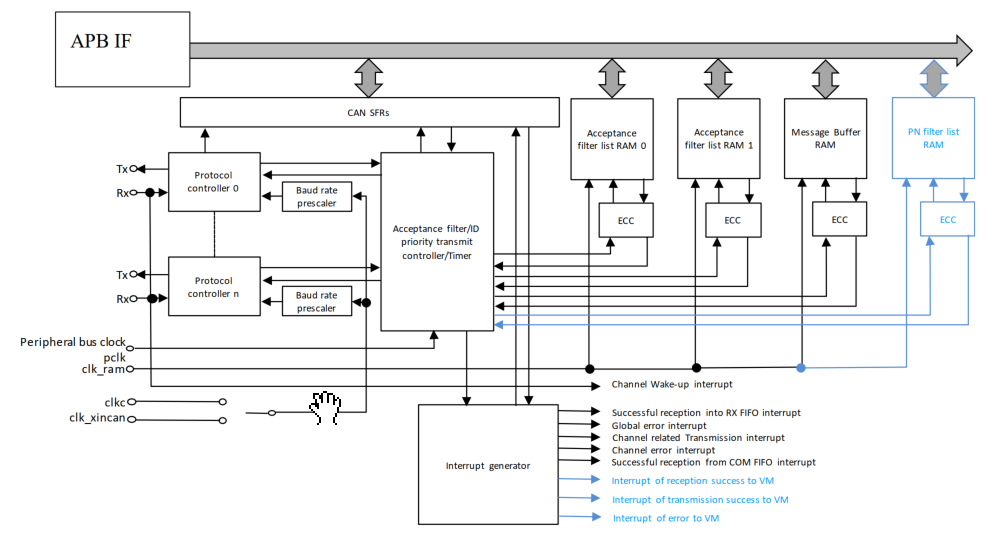 APB IF
CAN SFRs
Acceptance
filter list RAM 0
Acceptance
filter list RAM 1
Message Buffer
RAM
PN filter list
RAM
Tx
Rx
Protocol
controller 0
Baud rate
prescaler
Acceptance filter/ID
priority transmit
controller/Timer
ECC
ECC
ECC
ECC
Tx
Rx
Protocol
controller n
Baud rate
prescaler
Peripheral bus clock
pclk
clk_ram
clkc
clk_xincan
Channel Wake-up interrupt
Interrupt generator
Successful reception into RX FIFO interrupt
Global error interrupt
Channel related Transmission interrupt
Channel error interrupt
Successful reception from COM FIFO interrupt
Interrupt of reception success to VM
Interrupt of transmission success to VM
Interrupt of error to VM